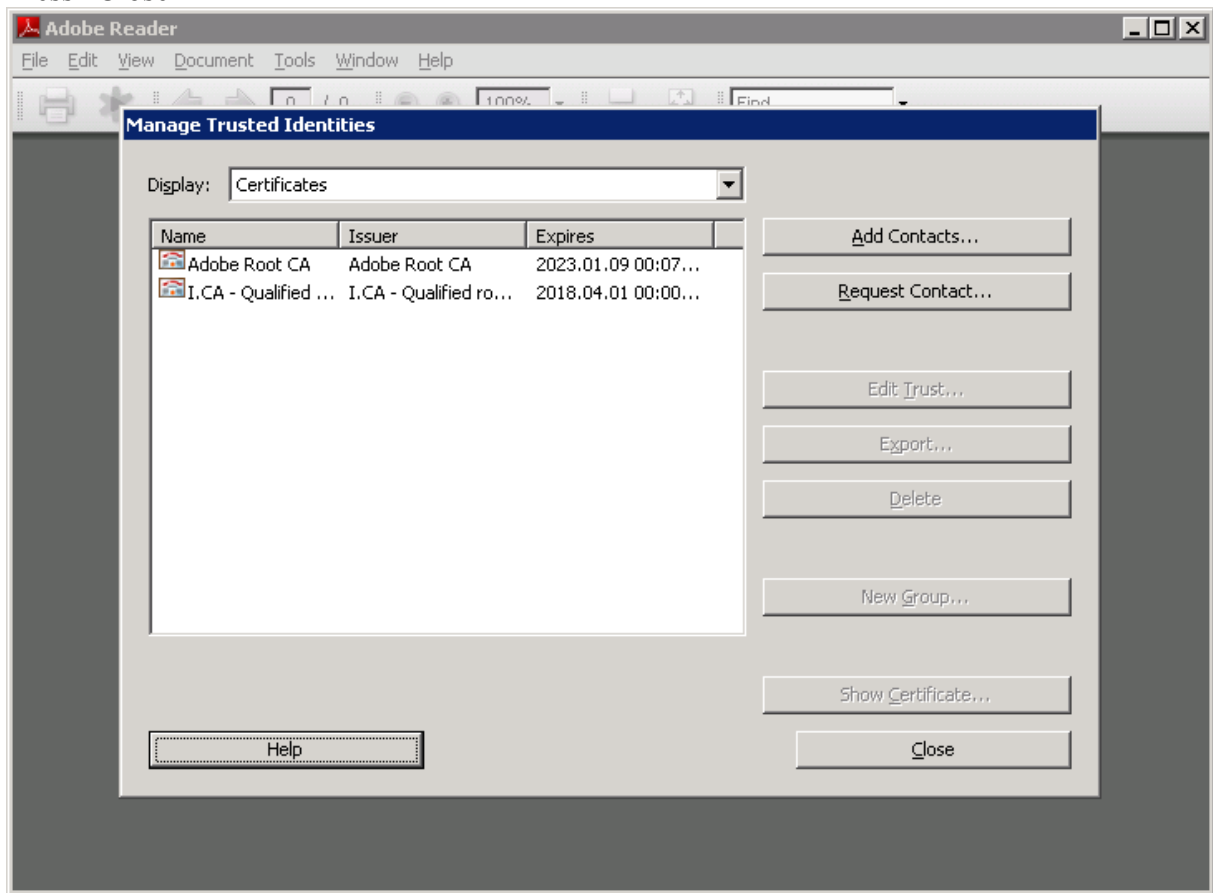 Adobe Reader
File Edit View Document Tools Window Help
0 / 0 100% Find
Manage Trusted Identities
Display: Certificates
Name Issuer Expires
Add Contacts...
Adobe Root CA Adobe Root CA 2023.01.09 00:07...
I.CA - Qualified ... I.CA - Qualified ro... 2018.04.01 00:00...
Request Contact...
Edit Trust...
Export...
Delete
New Group...
Show Certificate...
Help
Close